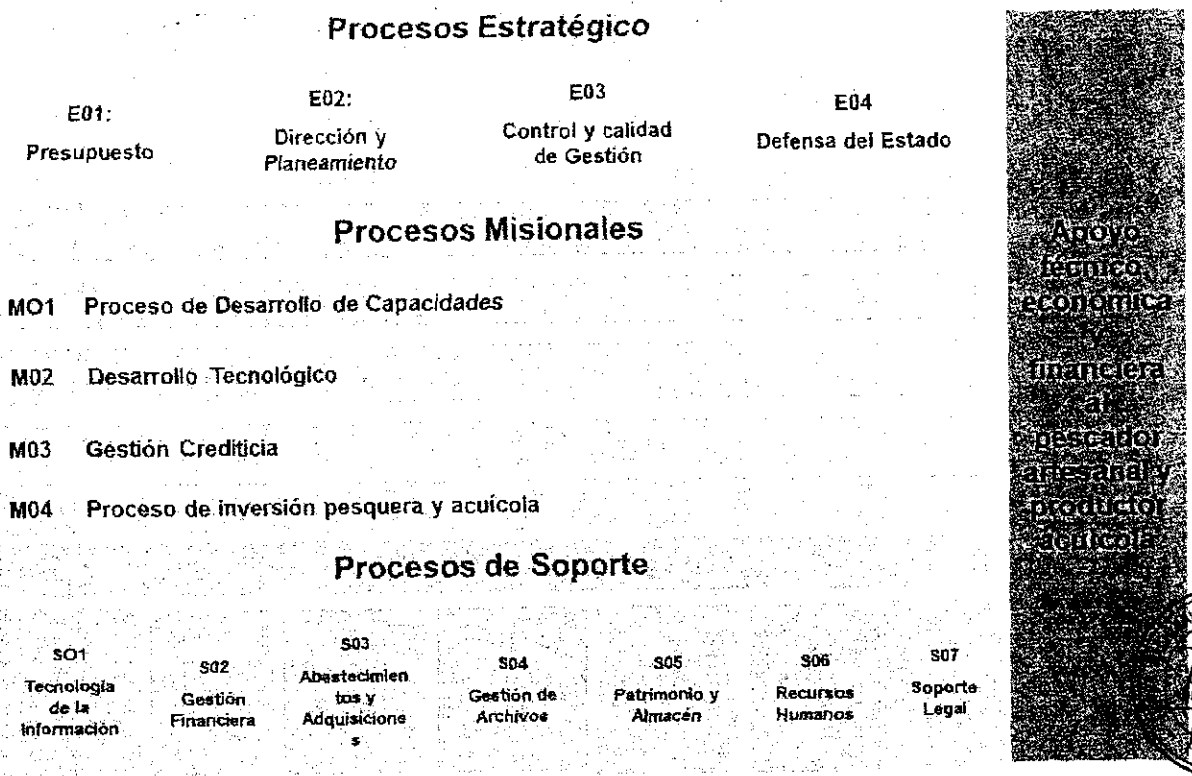 Procesos Estratégico
E01:
Presupuesto
E02:
Dirección y
Planeamiento
E03
Control y calidad
de Gestión
E04
Defensa del Estado
Procesos Misionales
MO1 Proceso de Desarrollo de Capacidades
M02 Desarrollo Tecnológico
M03 Gestión Crediticia
M04 Proceso de inversión pesquera y acuícola
Procesos de Soporte
SO1
Tecnología
de la
Información
S02
Gestión
Financiera
S03
Abastecimien
tos y
Adquisicione
s
S04
Gestión de
Archivos
S05
Patrimonio y
Almacén
S06
Recursos
Humanos
S07
Soporte
Legal
Apoyo
técnico
económica
y
financiera
al
pescador
artesanal y
productor
acuícola